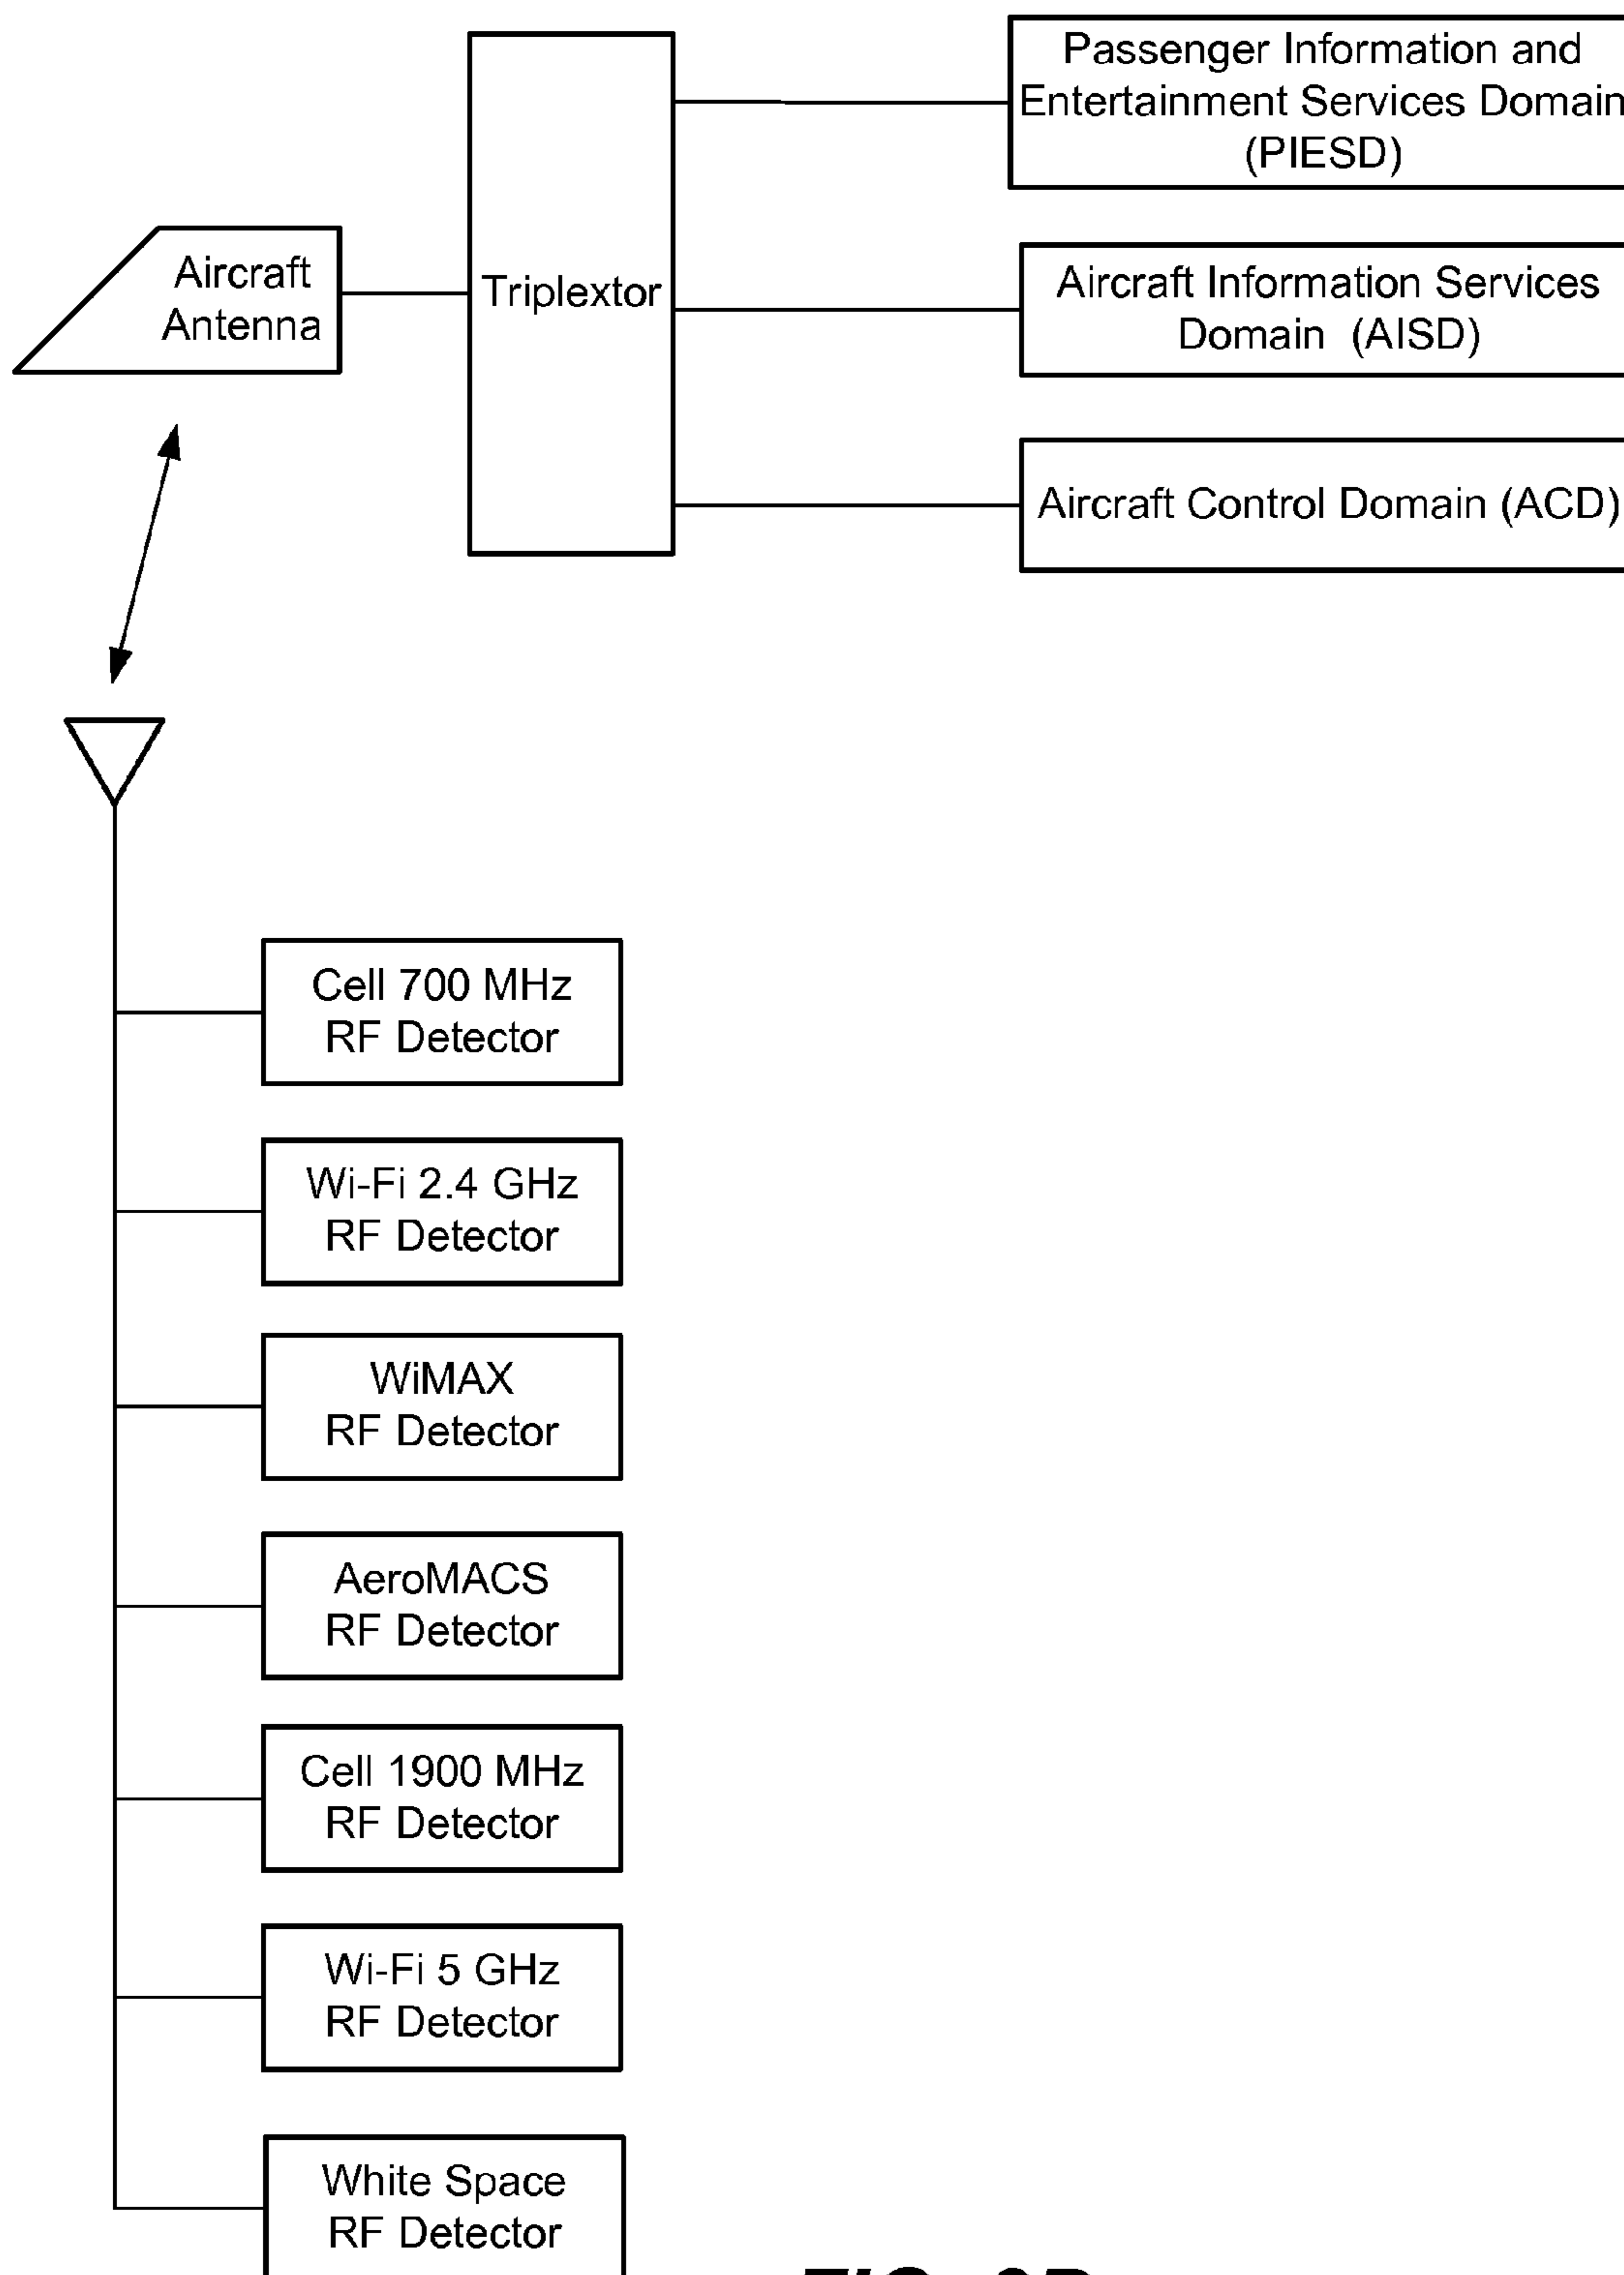 Passenger Information and
Entertainment Services Domain
(PIESD)
Aircraft
Antenna
Triplextor
Aircraft Information Services
Domain (AISD)
Aircraft Control Domain (ACD)
Cell 700 MHz
RF Detector
Wi-Fi 2.4 GHz
RF Detector
WiMAX
RF Detector
AeroMACS
RF Detector
Cell 1900 MHz
RF Detector
Wi-Fi 5 GHz
RF Detector
White Space
RF Detector